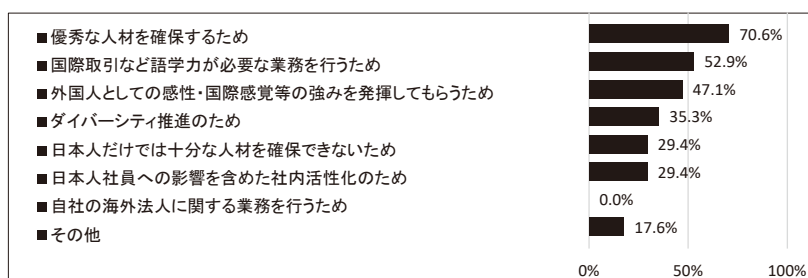 ■優秀な人材を確保するため 70.6%
■国際取引など語学力が必要な業務を行うため 52.9%
■外国人としての感性・国際感覚等の強みを発揮してもらうため 47.1%
■ダイバーシティ推進のため 35.3%
■日本人だけでは十分な人材を確保できないため 29.4%
■日本人社員への影響を含めた社内活性化のため 29.4%
■自社の海外法人に関する業務を行うため 0.0%
■その他 17.6%
0% 50% 100%